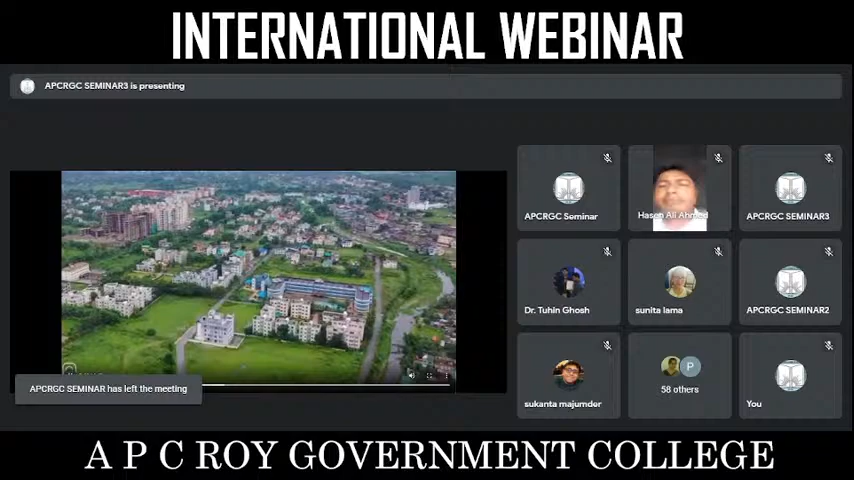 INTERNATIONAL WEBINAR
APCRGC SEMINAR3 is presenting
APCRGC Seminar
Hasen Ali Ahmed
APCRGC SEMINAR3
Dr. Tuhin Ghosh
sunita lama
APCRGC SEMINAR2
P
sukanta majumder
58 others
You
APCRGC SEMINAR has left the meeting
A P C ROY GOVERNMENT COLLEGE